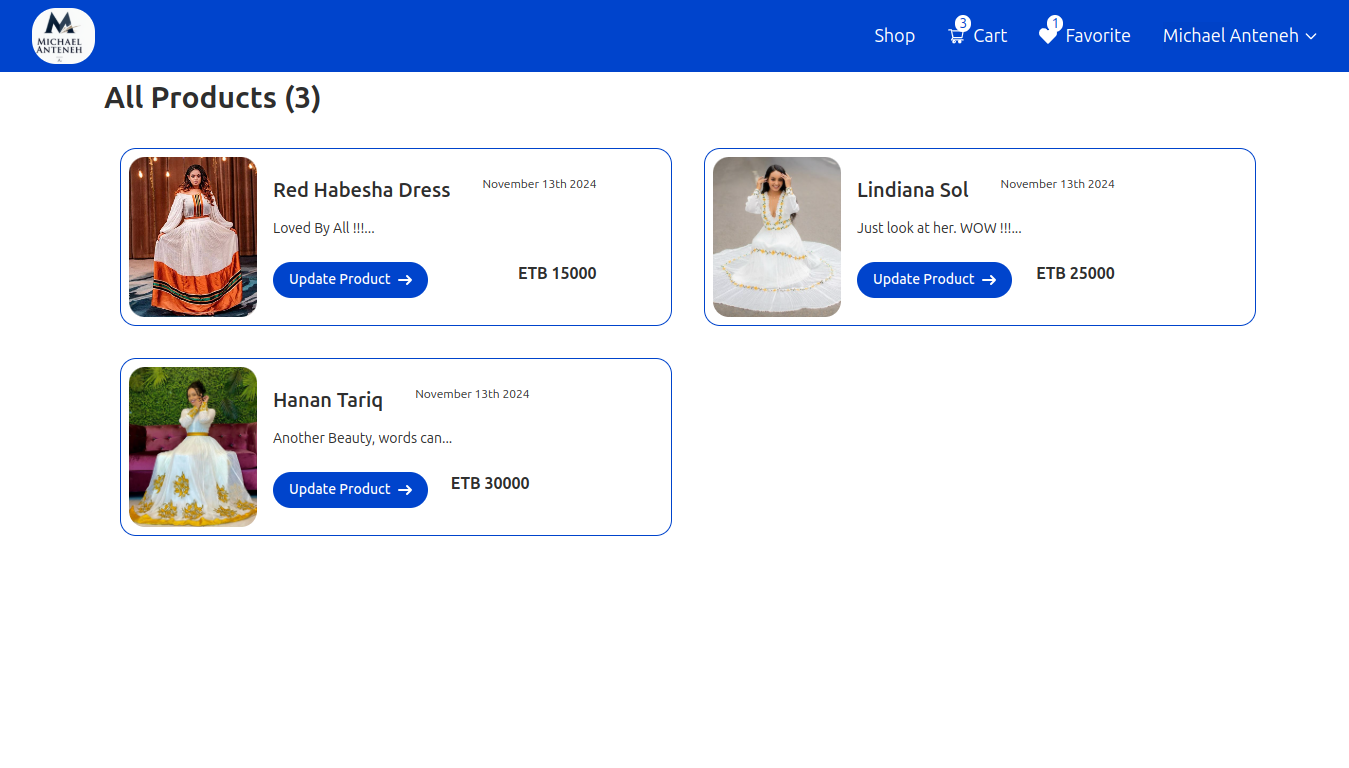 MICHAEL
ANTENEH
Shop
3
Cart
1
Favorite
Michael Anteneh
All Products (3)
Red Habesha Dress
November 13th 2024
Loved By All !!!...
Update Product
ETB 15000
Lindiana Sol
November 13th 2024
Just look at her. WOW !!!...
Update Product
ETB 25000
Hanan Tariq
November 13th 2024
Another Beauty, words can...
Update Product
ETB 30000